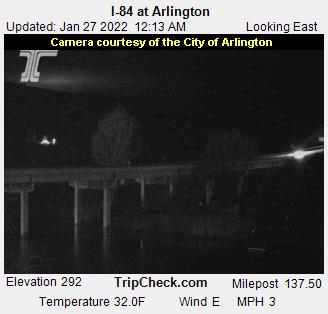 I-84 at Arlington
Updated: Jan 27 2022 12:13 AM Looking East
Camera courtesy of the City of Arlington
Elevation 292 TripCheck.com Milepost 137.50
Temperature 32.0F Wind E MPH 3